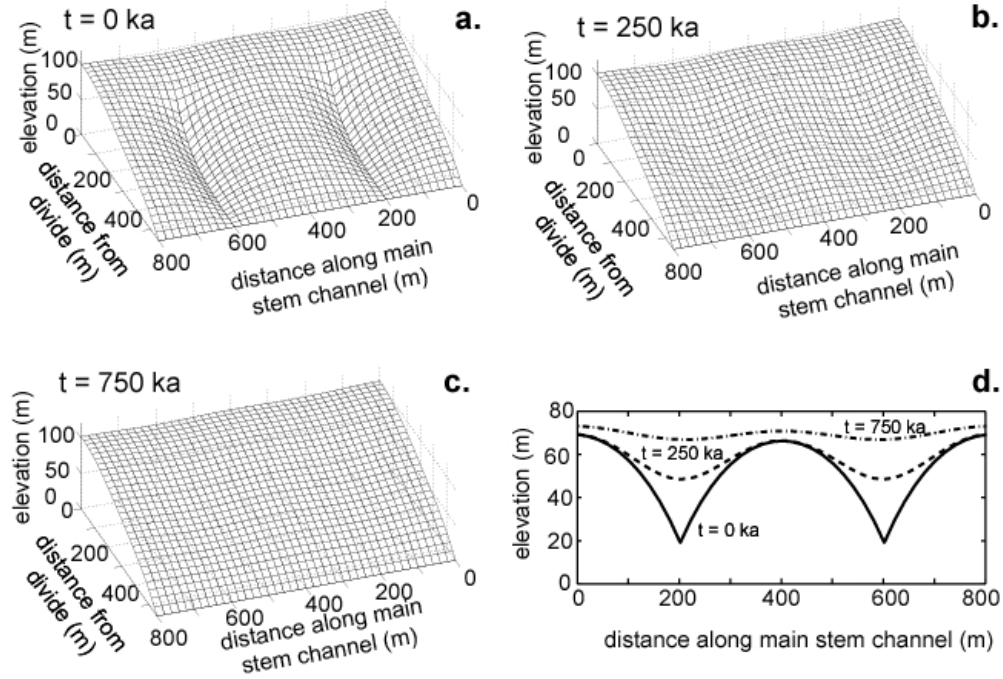 t = 0 ka
a.
elevation (m)
100
50
0
0
200
400
distance from
divide (m)
800
600
400
200
0
distance along main
stem channel (m)
t = 250 ka
b.
elevation (m)
100
50
0
0
200
400
distance from
divide (m)
800
600
400
200
0
distance along main
stem channel (m)
t = 750 ka
c.
elevation (m)
100
50
0
0
200
400
distance from
divide (m)
800
600
400
200
0
distance along main
stem channel (m)
d.
elevation (m)
80
60
40
20
0
t = 750 ka
t = 250 ka
t = 0 ka
0 200 400 600 800
distance along main stem channel (m)